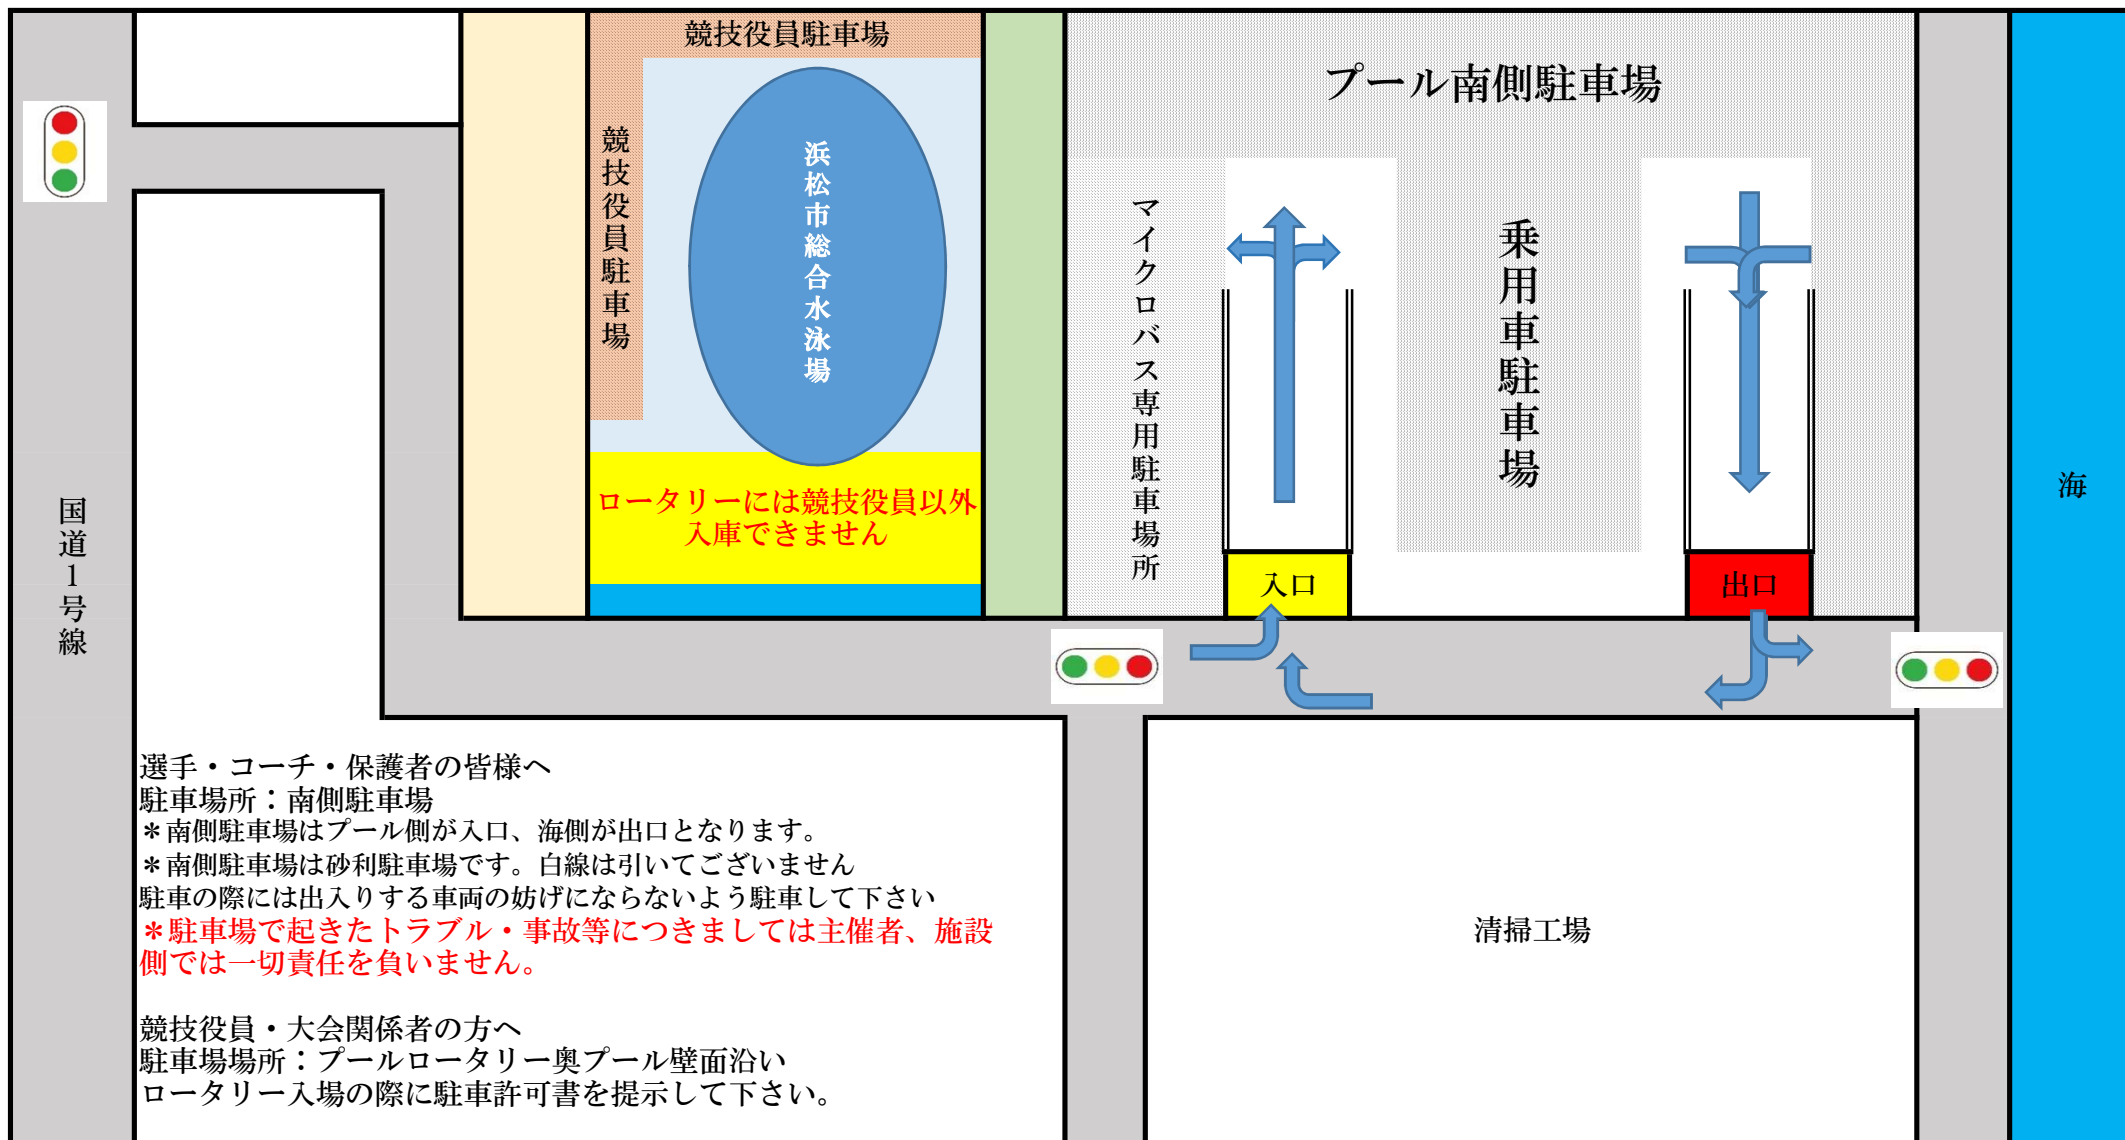 競技役員駐車場
プール南側駐車場
競技役員駐車場
浜松市総合水泳場
マイクロバス専用駐車場所
乗用車駐車場
ロータリーには競技役員以外
入庫できません
国道1号線
海
入口
出口
選手・コーチ・保護者の皆様へ
駐車場所：南側駐車場
＊南側駐車場はプール側が入口、海側が出口となります。
＊南側駐車場は砂利駐車場です。白線は引いてございません
駐車の際には出入りする車両の妨げにならないよう駐車して下さい
＊駐車場で起きたトラブル・事故等につきましては主催者、施設
側では一切責任を負いません。
競技役員・大会関係者の方へ
駐車場場所：プールロータリー奥プール壁面沿い
ロータリー入場の際に駐車許可書を提示して下さい。
清掃工場